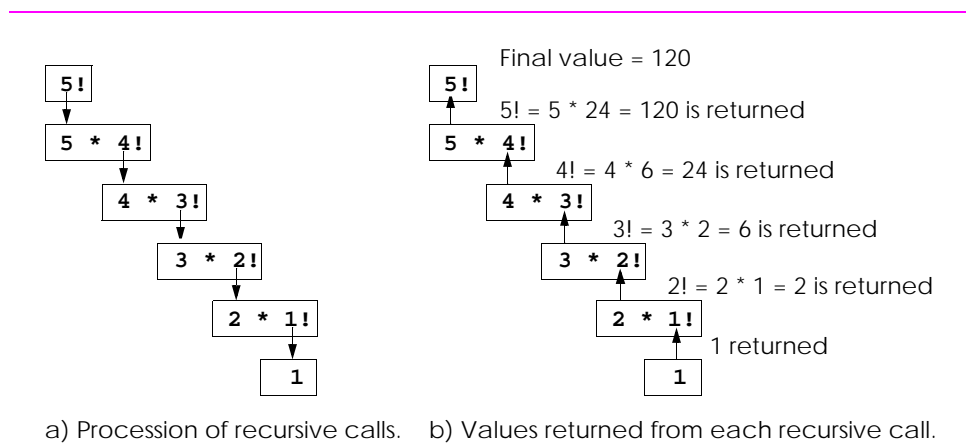 5!
5 * 4!
4 * 3!
3 * 2!
2 * 1!
1
a) Procession of recursive calls.
Final value = 120
5!
5! = 5 * 24 = 120 is returned
5 * 4!
4! = 4 * 6 = 24 is returned
4 * 3!
3! = 3 * 2 = 6 is returned
3 * 2!
2! = 2 * 1 = 2 is returned
2 * 1!
1 returned
1
b) Values returned from each recursive call.